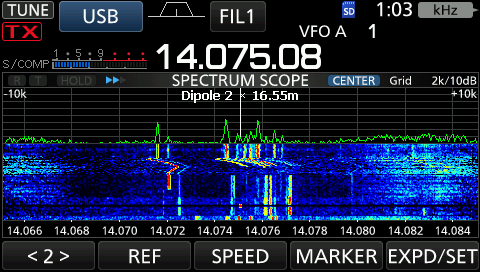 TUNE USB FIL1 SD 1:03 kHz
TX VFO A 1
S/COMP 1 5 9 14.075.08
R T HOLD SPECTRUM SCOPE CENTER Grid 2k/10dB
-10k Dipole 2 × 16.55m +10k
14.066 14.068 14.070 14.072 14.074 14.076 14.078 14.080 14.082 14.084
< 2 > REF SPEED MARKER EXPD/SET